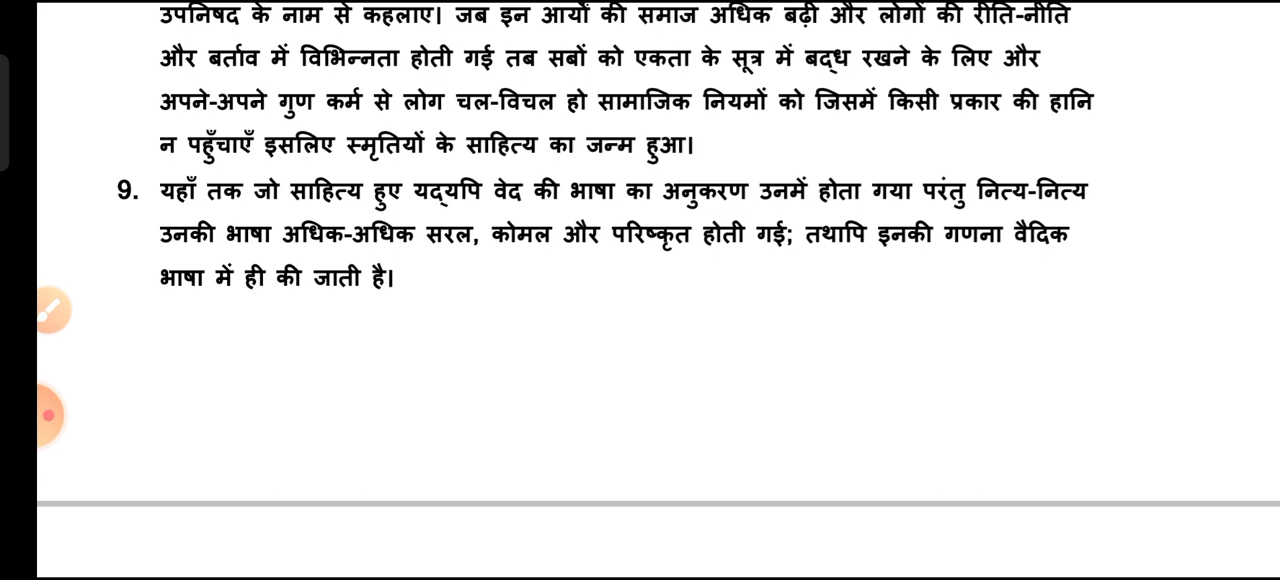 उपनिषद के नाम से कहलाए। जब इन आर्यों की समाज अधिक बढ़ी और लोगों की रीति-नीति
और बर्ताव में विभिन्नता होती गई तब सबों को एकता के सूत्र में बद्ध रखने के लिए और
अपने-अपने गुण कर्म से लोग चल-विचल हो सामाजिक नियमों को जिसमें किसी प्रकार की हानि
न पहुँचाएँ इसलिए स्मृतियों के साहित्य का जन्म हुआ।
9. यहाँ तक जो साहित्य हुए यद्यपि वेद की भाषा का अनुकरण उनमें होता गया परंतु नित्य-नित्य
उनकी भाषा अधिक-अधिक सरल, कोमल और परिष्कृत होती गई; तथापि इनकी गणना वैदिक
भाषा में ही की जाती है।